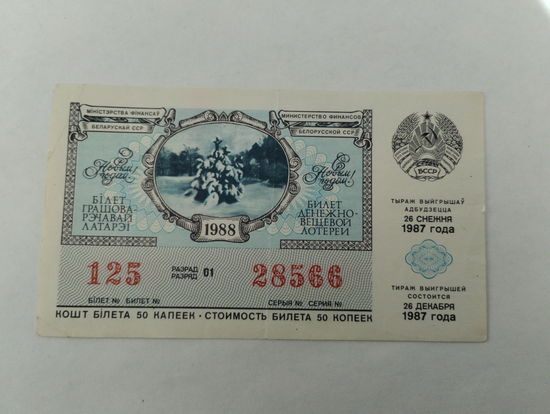 МІНІСТЭРСТВА ФІНАНСАЎ
БЕЛАРУСКАЙ ССР
МИНИСТЕРСТВО ФИНАНСОВ
БЕЛОРУССКОЙ ССР
З Новым годам!
С Новым годом!
БІЛЕТ
ГРАШОВА-
РЭЧАВАЙ
ЛАТАРЭІ
1988
БИЛЕТ
ДЕНЕЖНО-
ВЕЩЕВОЙ
ЛОТЕРЕИ
125
РАЗРАД
РАЗРЯД 01
28566
БІЛЕТ № БИЛЕТ №
СЕРЫЯ № СЕРИЯ №
КОШТ БІЛЕТА 50 КАПЕЕК · СТОИМОСТЬ БИЛЕТА 50 КОПЕЕК
БССР
ТЫРАЖ ВЫІГРЫШАЎ
АДБУДЗЕЦЦА
26 СНЕЖНЯ
1987 года
ТИРАЖ ВЫИГРЫШЕЙ
СОСТОИТСЯ
26 ДЕКАБРЯ
1987 года